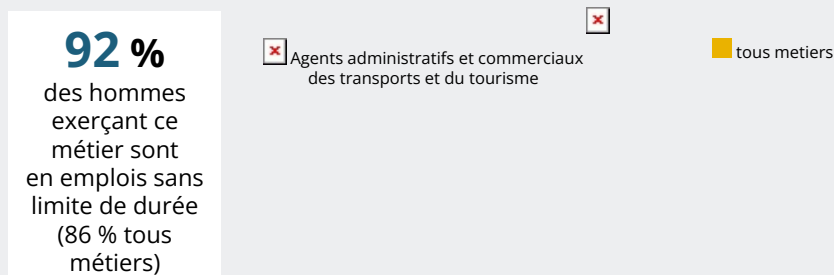 92 %
des hommes
exerçant ce
métier sont
en emplois sans
limite de durée
(86 % tous
métiers)
Agents administratifs et commerciaux
des transports et du tourisme
tous metiers